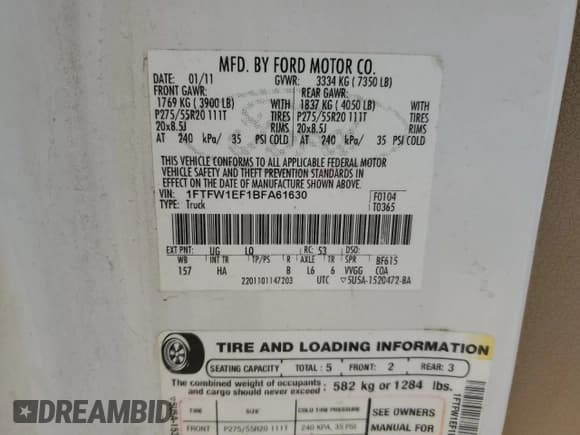 MFD. BY FORD MOTOR CO.
DATE: 01/11 GVWR: 3334 KG ( 7350 LB)
FRONT GAWR: REAR GAWR:
1769 KG ( 3900 LB) WITH 1837 KG ( 4050 LB) WITH
P275/55R20 111T TIRES P275/55R20 111T TIRES
20x8.5J RIMS 20x8.5J RIMS
AT 240 kPa/ 35 PSI COLD AT 240 kPa/ 35 PSI COLD
THIS VEHICLE CONFORMS TO ALL APPLICABLE FEDERAL MOTOR
VEHICLE SAFETY AND THEFT PREVENTION STANDARDS IN
EFFECT ON THE DATE OF MANUFACTURE SHOWN ABOVE.
VIN: 1FTFW1EF1BFA61630 F0104
TYPE: Truck T0365
EXT PNT: UG LQ RC: 53 DSO:
WB INT TR TP/PS R AXLE TR SPR BF615
157 HA B L6 6 VVGG COA
2201101147203 UTC 5U5A-1520472-BA
TIRE AND LOADING INFORMATION
SEATING CAPACITY TOTAL : 5 FRONT: 2 REAR: 3
The combined weight of occupants and cargo should never exceed : 582 kg or 1284 lbs.
TIRE SIZE COLD TIRE PRESSURE SEE OWNERS
FRONT P275/55R20 111T 240 KPA, 35 PSI MANUAL FOR
1FTFW1EF1
DREAMBID
DREAMBID.COM